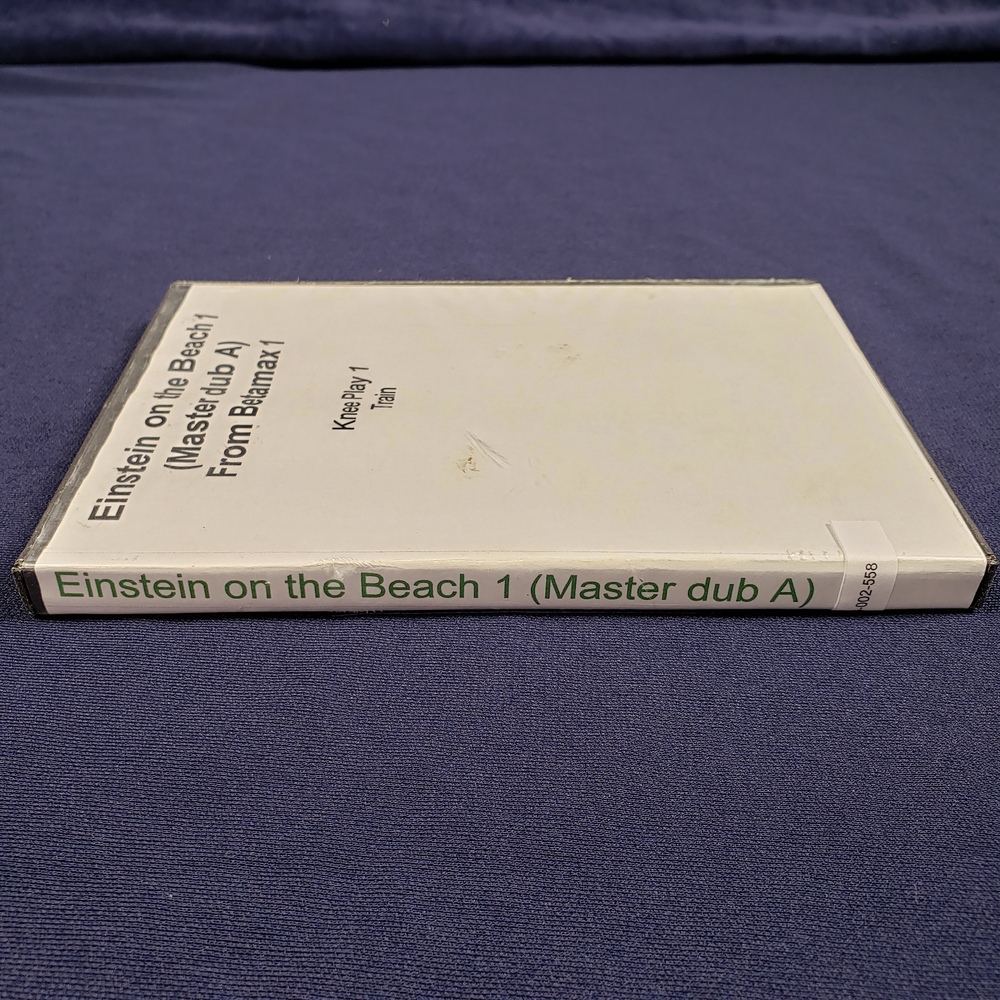 Einstein on the Beach 1
(Master dub A)
From Betamax 1
Knee Play 1
Train
Einstein on the Beach 1 (Master dub A)
-002-558